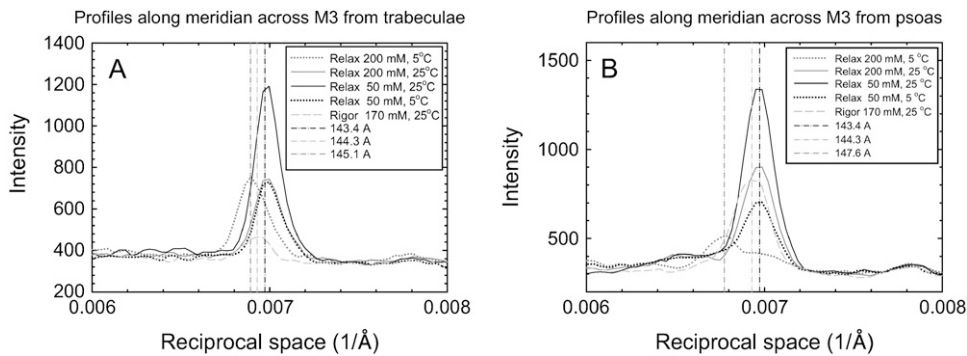 Profiles along meridian across M3 from trabeculae
A
1400
1200
1000
800
600
400
200
Intensity
Relax 200 mM, 5°C
Relax 200 mM, 25°C
Relax 50 mM, 25°C
Relax 50 mM, 5°C
Rigor 170 mM, 25°C
143.4 A
144.3 A
145.1 A
0.006 0.007 0.008
Reciprocal space (1/Å)
Profiles along meridian across M3 from psoas
B
1500
1000
500
Intensity
Relax 200 mM, 5 °C
Relax 200 mM, 25 °C
Relax 50 mM, 25 °C
Relax 50 mM, 5 °C
Rigor 170 mM, 25 °C
143.4 A
144.3 A
147.6 A
0.006 0.007 0.008
Reciprocal space (1/Å)